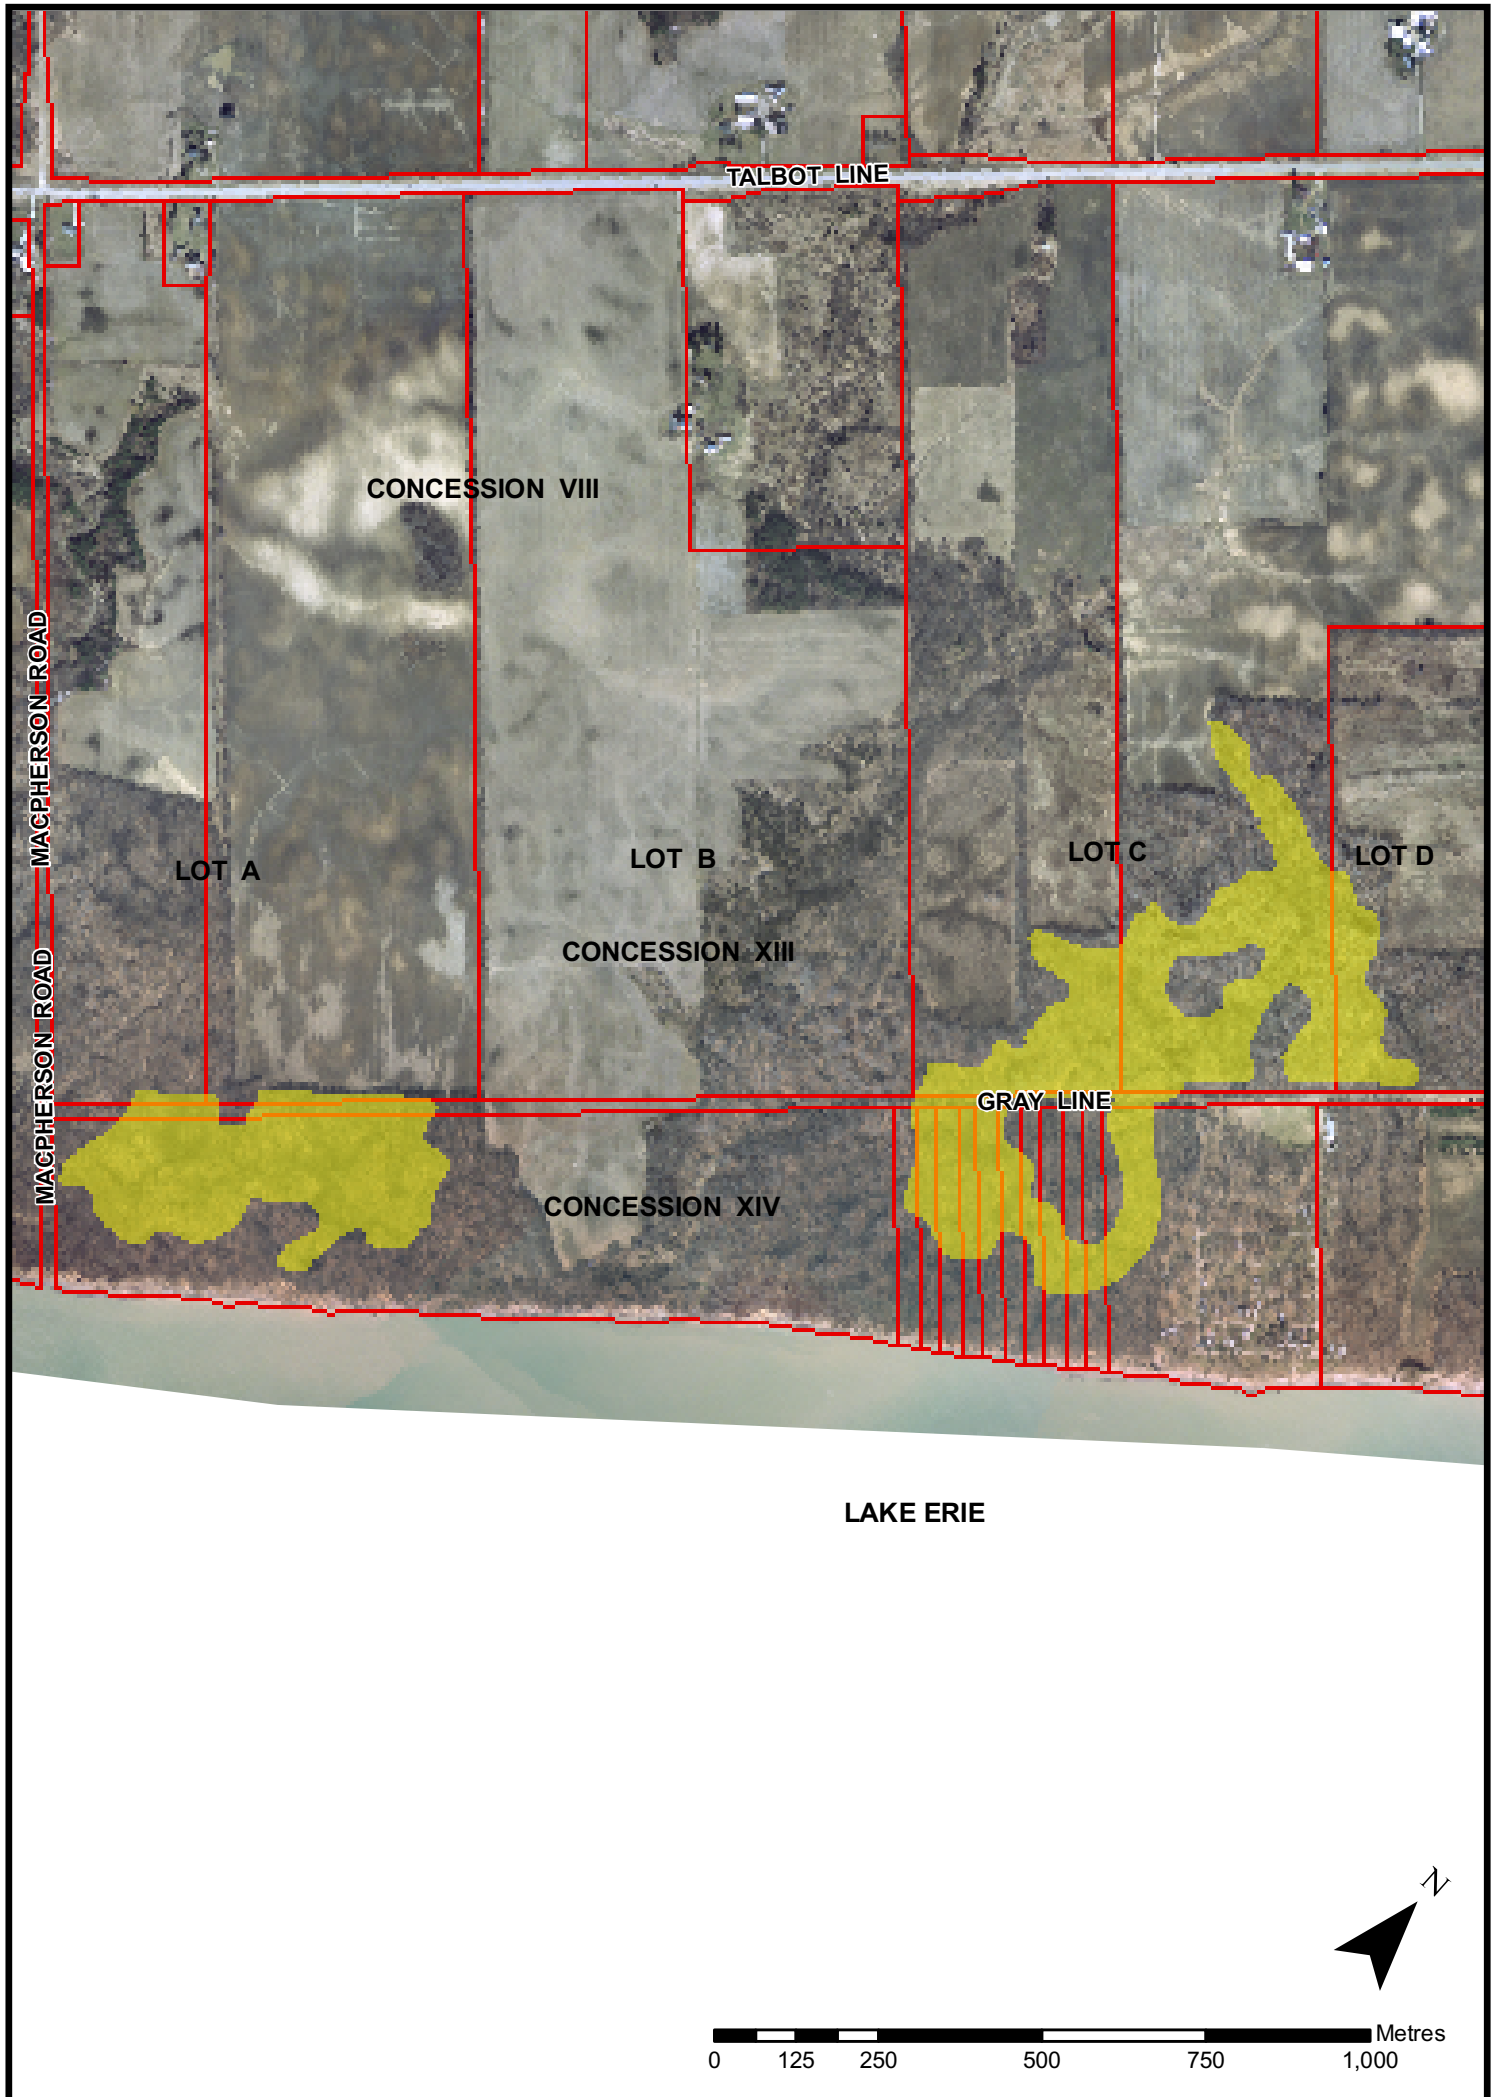 TALBOT LINE
CONCESSION VIII
MACPHERSON ROAD
LOT A
LOT B
LOT C
LOT D
CONCESSION XIII
MACPHERSON ROAD
GRAY LINE
CONCESSION XIV
LAKE ERIE
N
Metres
0 125 250 500 750 1,000